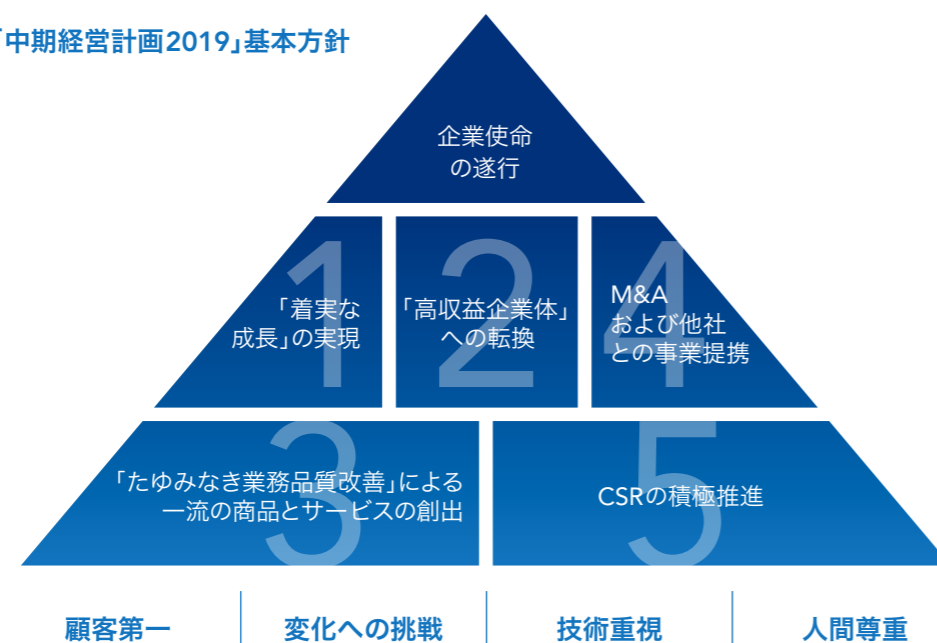 「中期経営計画2019」基本方針
企業使命
の遂行
1
「着実な
成長」の実現
2
「高収益企業体」
への転換
4
M&A
および他社
との事業提携
3
「たゆみなき業務品質改善」による
一流の商品とサービスの創出
5
CSRの積極推進
顧客第一
変化への挑戦
技術重視
人間尊重